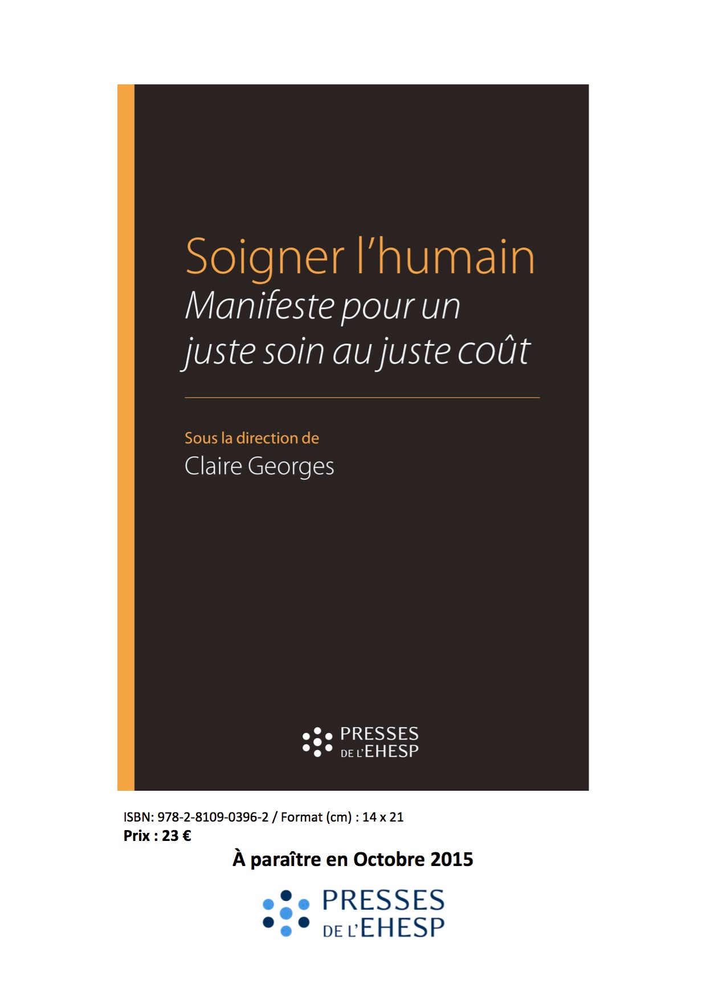 Soigner l’humain
Manifeste pour un
juste soin au juste coût
Sous la direction de
Claire Georges
PRESSES
DE L’EHESP
ISBN: 978-2-8109-0396-2 / Format (cm) : 14 x 21
Prix : 23 €
À paraître en Octobre 2015
PRESSES
DE L’EHESP